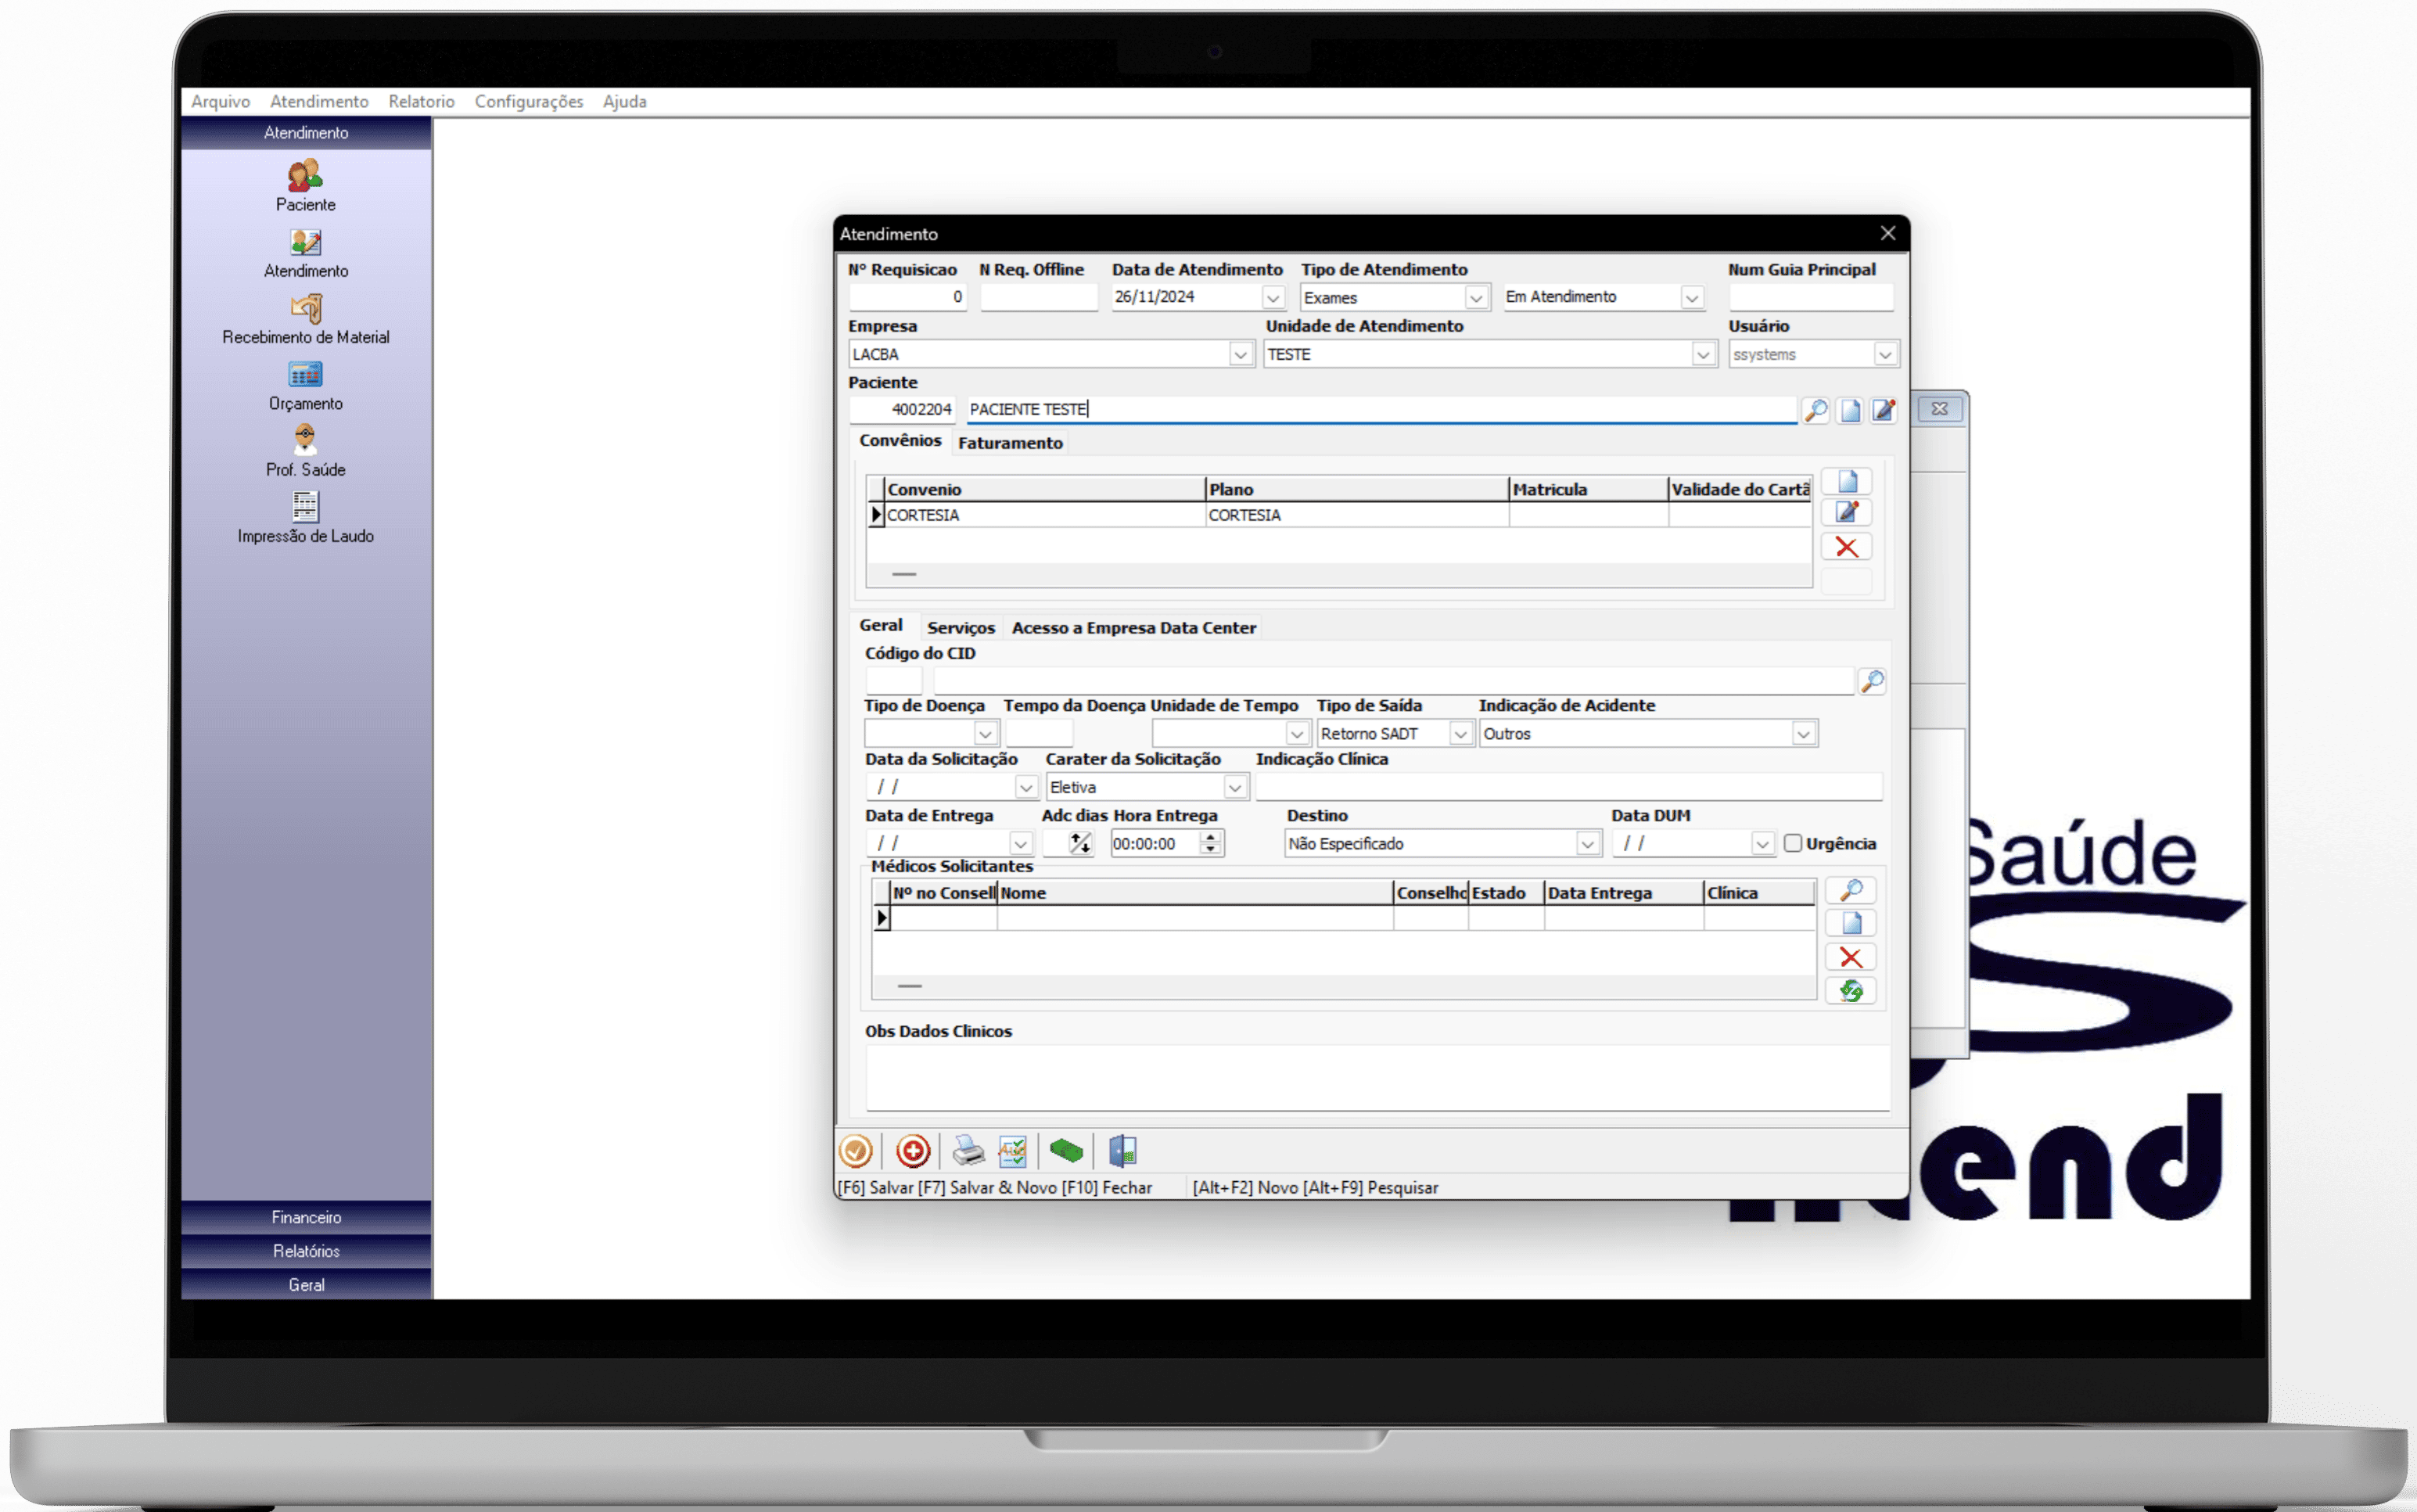 Arquivo Atendimento Relatorio Configurações Ajuda
Atendimento
Paciente
Atendimento
Recebimento de Material
Orçamento
Prof. Saúde
Impressão de Laudo
Financeiro
Relatórios
Geral
Atendimento
Nº Requisicao N Req. Offline Data de Atendimento Tipo de Atendimento Num Guia Principal
0 26/11/2024 Exames Em Atendimento
Empresa Unidade de Atendimento Usuário
LACBA TESTE ssystems
Paciente
4002204 PACIENTE TESTE
Convênios Faturamento
Convenio Plano Matricula Validade do Cartã
CORTESIA CORTESIA
Geral Serviços Acesso a Empresa Data Center
Código do CID
Tipo de Doença Tempo da Doença Unidade de Tempo Tipo de Saída Indicação de Acidente
Retorno SADT Outros
Data da Solicitação Carater da Solicitação Indicação Clínica
/ / Eletiva
Data de Entrega Adc dias Hora Entrega Destino Data DUM
/ / 00:00:00 Não Especificado / / Urgência
Médicos Solicitantes
Nº no Consell Nome Conselho Estado Data Entrega Clínica
Obs Dados Clinicos
[F6] Salvar [F7] Salvar & Novo [F10] Fechar [Alt+F2] Novo [Alt+F9] Pesquisar
Saúde
end